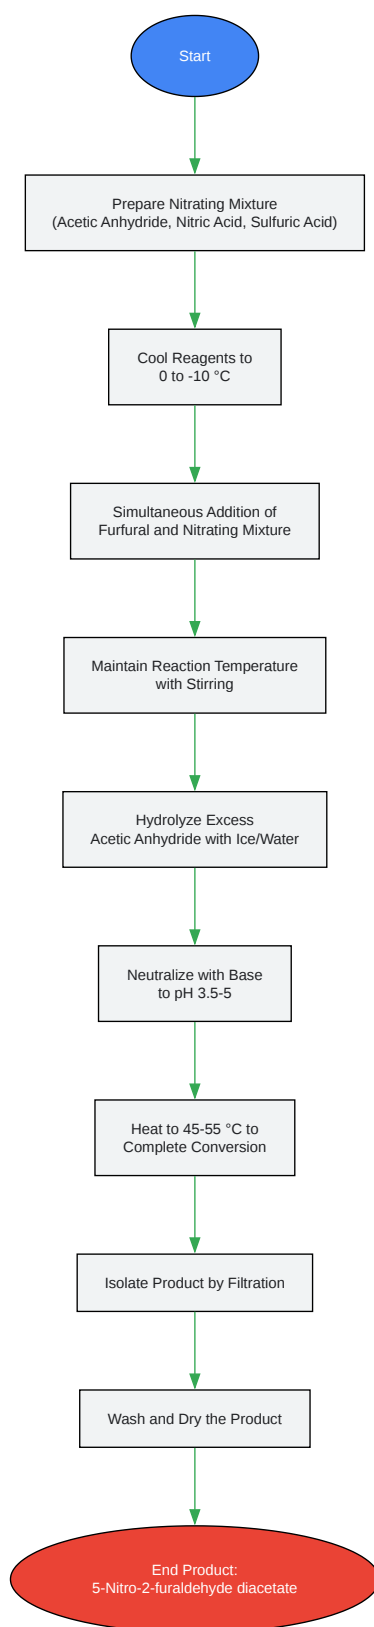 Start
Prepare Nitrating Mixture
(Acetic Anhydride, Nitric Acid, Sulfuric Acid)
Cool Reagents to
0 to -10 °C
Simultaneous Addition of
Furfural and Nitrating Mixture
Maintain Reaction Temperature
with Stirring
Hydrolyze Excess
Acetic Anhydride with Ice/Water
Neutralize with Base
to pH 3.5-5
Heat to 45-55 °C to
Complete Conversion
Isolate Product by Filtration
Wash and Dry the Product
End Product:
5-Nitro-2-furaldehyde diacetate